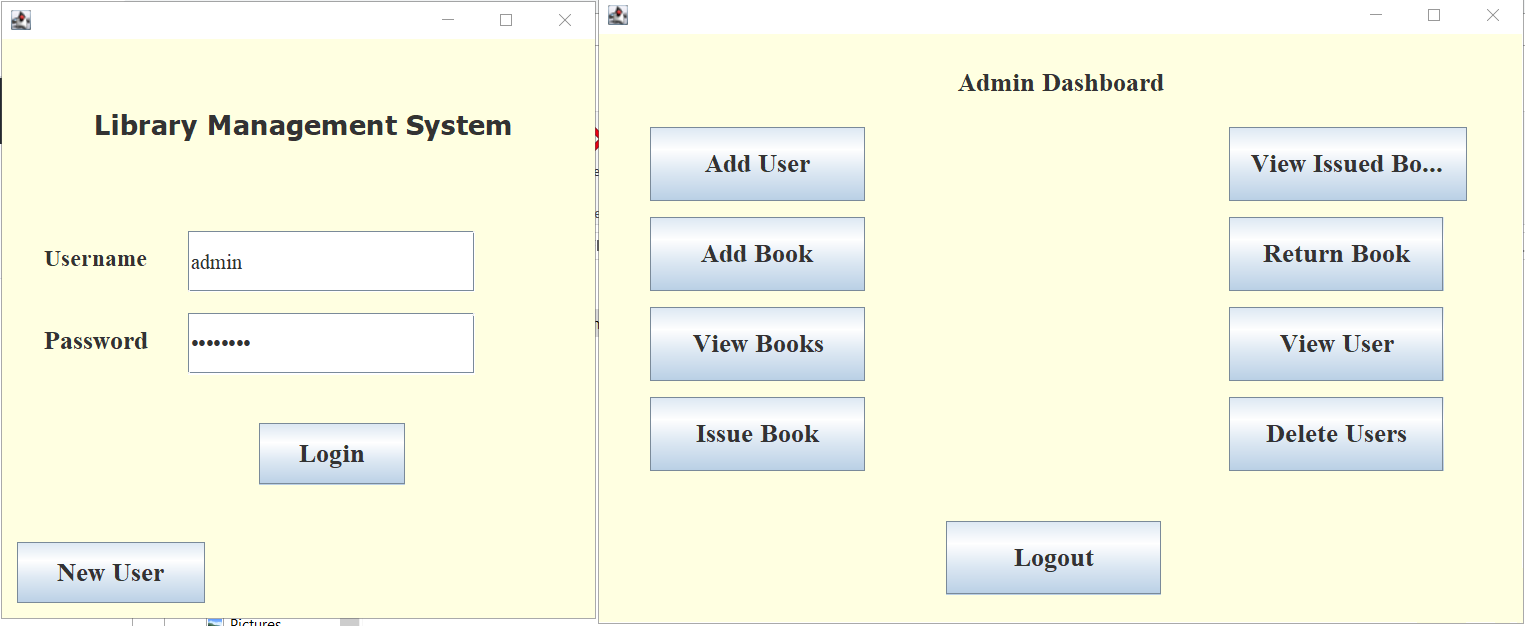 Library Management System
Username
admin
Password
Login
New User
Admin Dashboard
Add User
View Issued Bo...
Add Book
Return Book
View Books
View User
Issue Book
Delete Users
Logout
Pictures